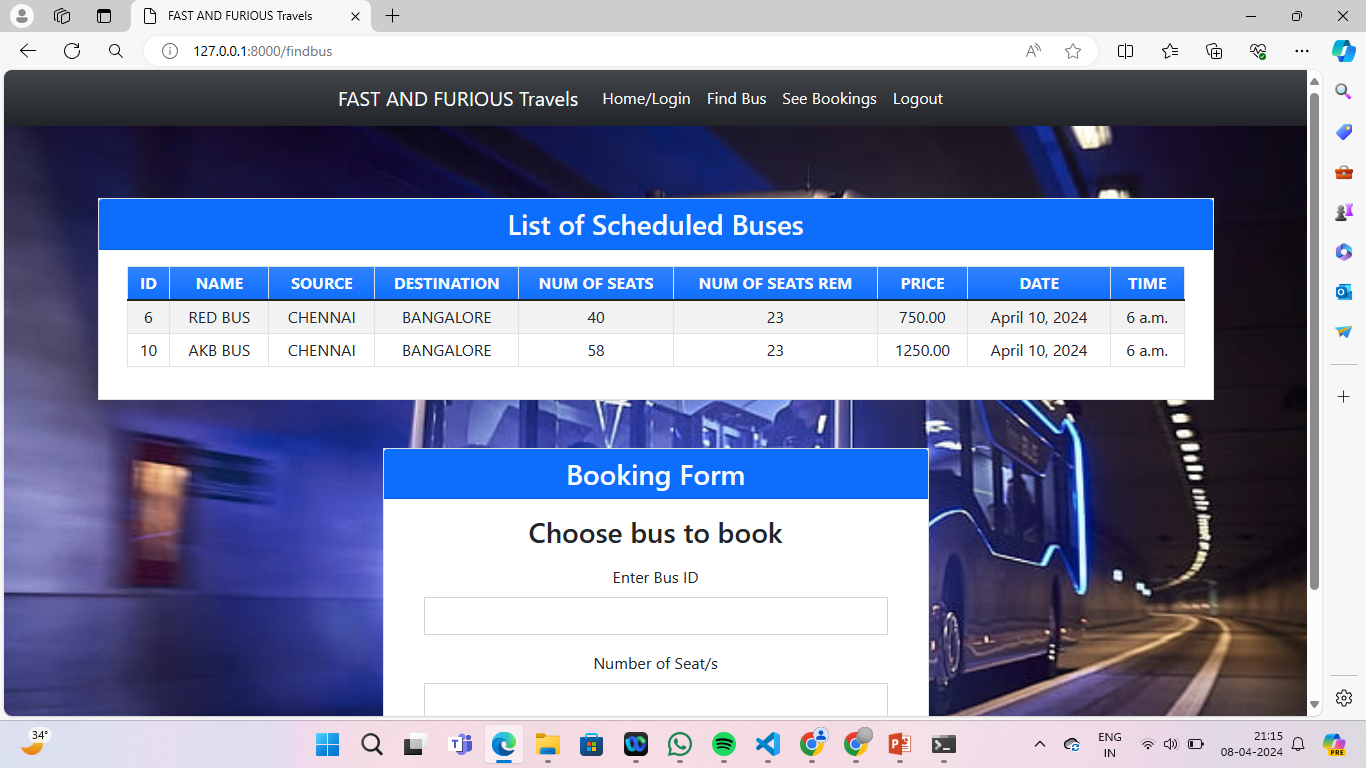 FAST AND FURIOUS Travels
127.0.0.1:8000/findbus
FAST AND FURIOUS Travels Home/Login Find Bus See Bookings Logout
List of Scheduled Buses
ID NAME SOURCE DESTINATION NUM OF SEATS NUM OF SEATS REM PRICE DATE TIME
6 RED BUS CHENNAI BANGALORE 40 23 750.00 April 10, 2024 6 a.m.
10 AKB BUS CHENNAI BANGALORE 58 23 1250.00 April 10, 2024 6 a.m.
BUS
Booking Form
Choose bus to book
Enter Bus ID
Number of Seat/s
34°
ENG
IN
21:15
08-04-2024
PRE